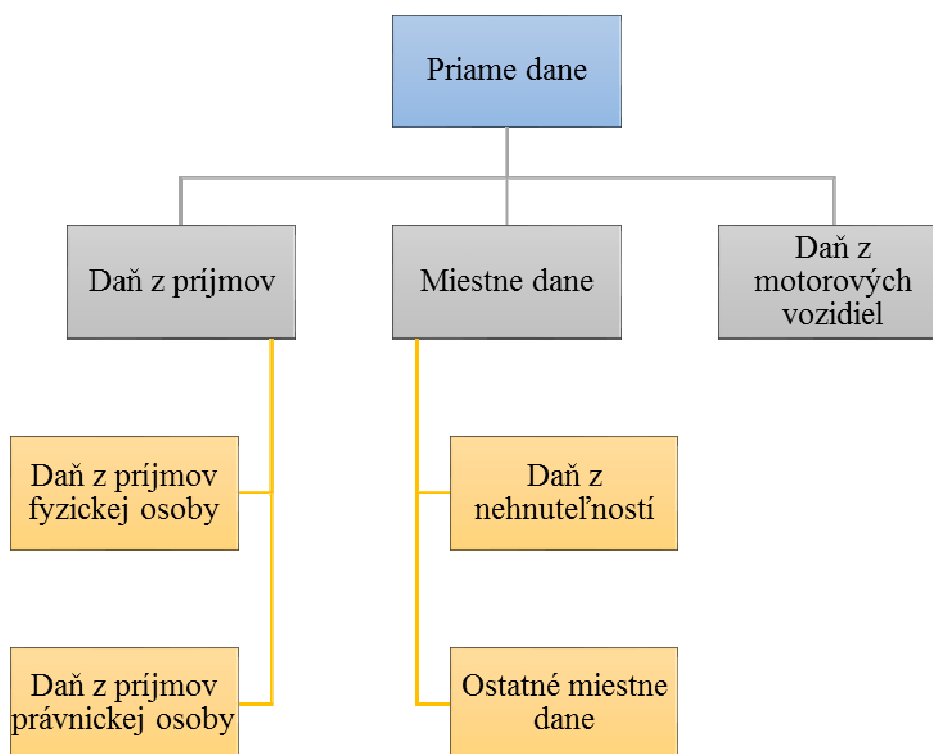 Priame dane
Daň z príjmov
Miestne dane
Daň z
motorových
vozidiel
Daň z príjmov
fyzickej osoby
Daň z
nehnuteľností
Daň z príjmov
právnickej osoby
Ostatné miestne
dane